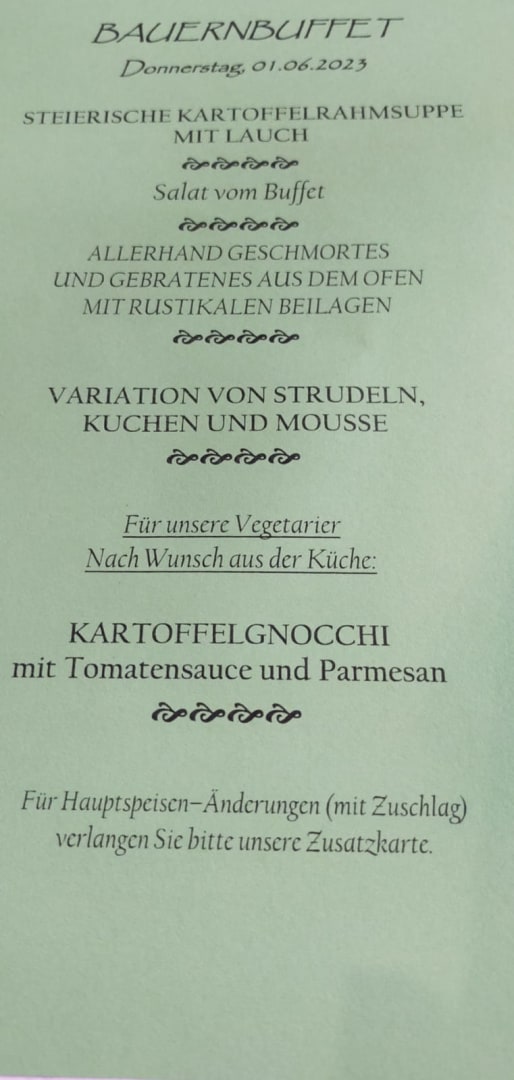 BAUERNBUFFET
Donnerstag, 01.06.2023
STEIERISCHE KARTOFFELRAHMSUPPE
MIT LAUCH
Salat vom Buffet
ALLERHAND GESCHMORTES
UND GEBRATENES AUS DEM OFEN
MIT RUSTIKALEN BEILAGEN
VARIATION VON STRUDELN,
KUCHEN UND MOUSSE
Für unsere Vegetarier
Nach Wunsch aus der Küche:
KARTOFFELGNOCCHI
mit Tomatensauce und Parmesan
Für Hauptspeisen-Änderungen (mit Zuschlag)
verlangen Sie bitte unsere Zusatzkarte.